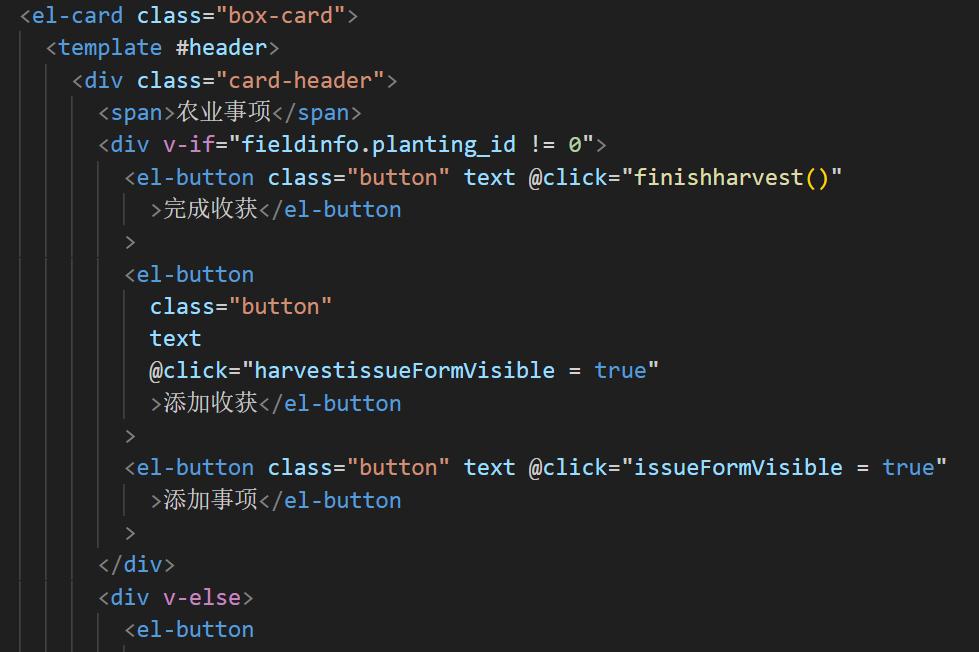 <el-card class="box-card">
<template #header>
<div class="card-header">
<span>农业事项</span>
<div v-if="fieldinfo.planting_id != 0">
<el-button class="button" text @click="finishharvest()"
>完成收获</el-button
>
<el-button
class="button"
text
@click="harvestissueFormVisible = true"
>添加收获</el-button
>
<el-button class="button" text @click="issueFormVisible = true"
>添加事项</el-button
>
</div>
<div v-else>
<el-button